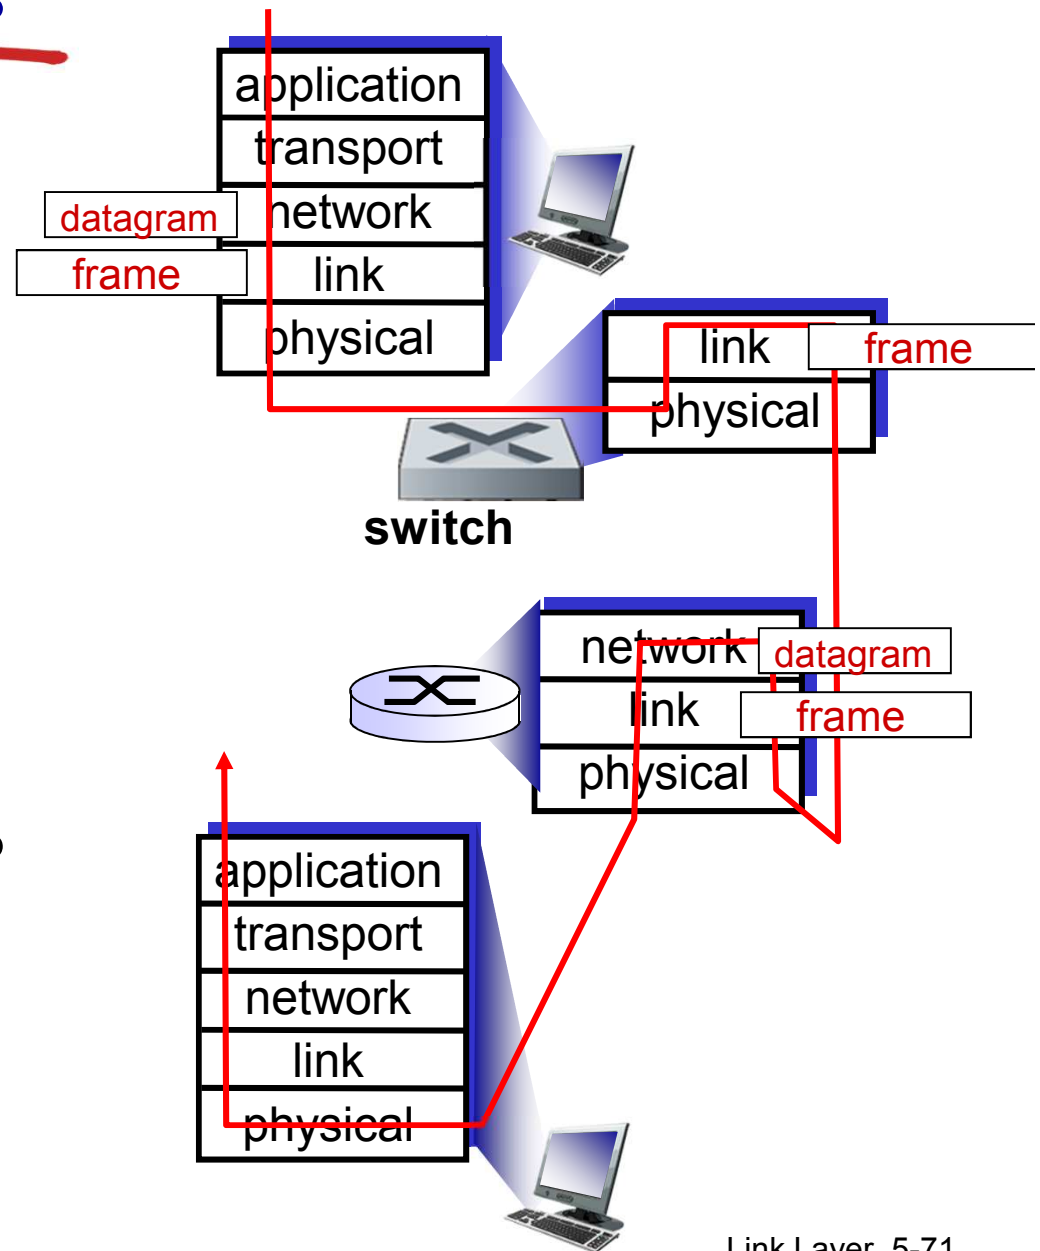 application
transport
datagram
network
frame
link
physical
link
frame
physical
switch
network
datagram
link
frame
physical
application
transport
network
link
physical
Link Layer 5-71